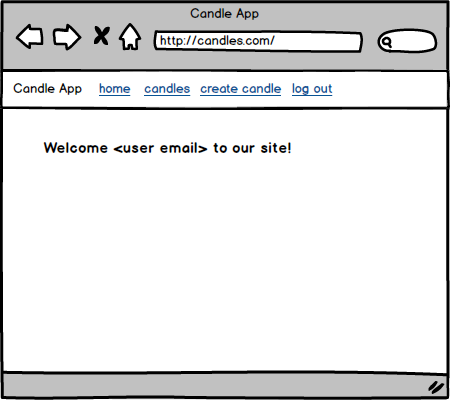 Candle App
http://candles.com/
Candle App home candles create candle log out
Welcome <user email> to our site!